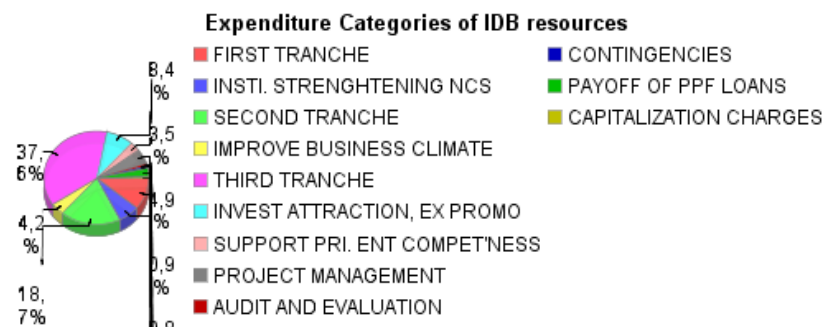 Expenditure Categories of IDB resources
FIRST TRANCHE
INSTI. STRENGHTENING NCS
SECOND TRANCHE
IMPROVE BUSINESS CLIMATE
THIRD TRANCHE
INVEST ATTRACTION, EX PROMO
SUPPORT PRI. ENT COMPET'NESS
PROJECT MANAGEMENT
AUDIT AND EVALUATION
CONTINGENCIES
PAYOFF OF PPF LOANS
CAPITALIZATION CHARGES
8,4
%
3,5
%
37,
6%
4,9
%
4,2
%
0,9
%
18,
7%